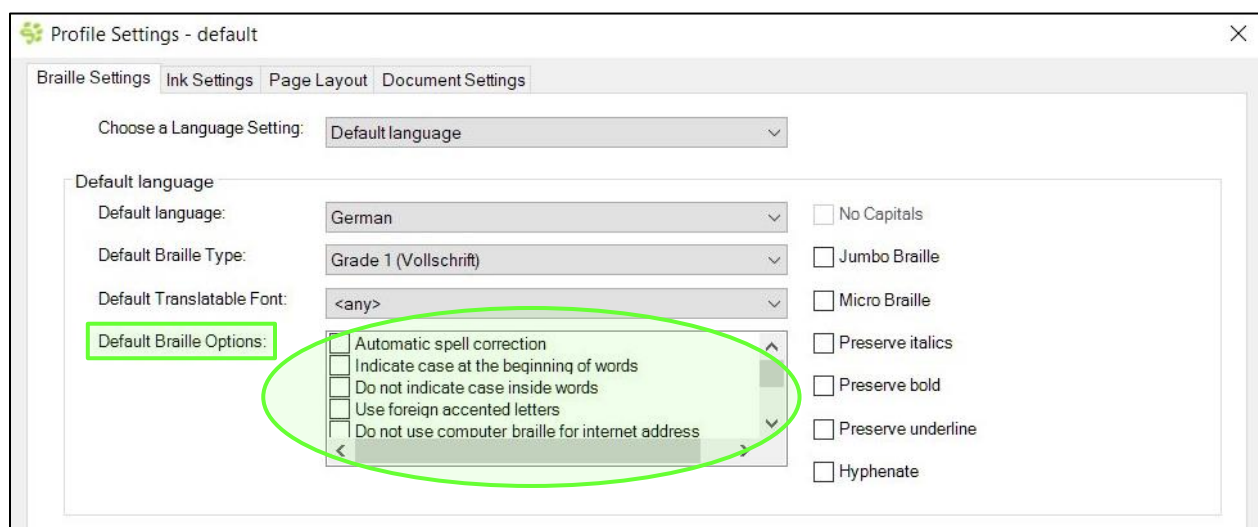 Profile Settings - default
Braille Settings Ink Settings Page Layout Document Settings
Choose a Language Setting: Default language
Default language
Default language: German No Capitals
Default Braille Type: Grade 1 (Vollschrift) Jumbo Braille
Default Translatable Font: <any> Micro Braille
Default Braille Options: Automatic spell correction Preserve italics
Indicate case at the beginning of words
Do not indicate case inside words Preserve bold
Use foreign accented letters
Do not use computer braille for internet address Preserve underline
Hyphenate